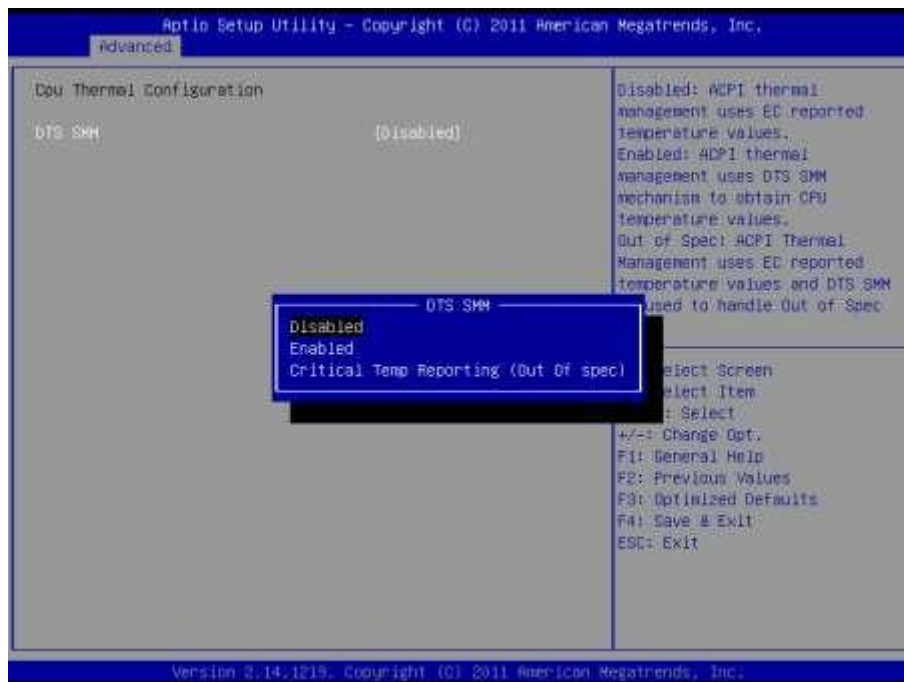 Aptio Setup Utility - Copyright (C) 2011 American Megatrends, Inc.
Advanced
Cpu Thermal Configuration
DTS SMM [Disabled]
Disabled: ACPI thermal
management uses EC reported
temperature values.
Enabled: ACPI thermal
management uses DTS SMM
mechanism to obtain CPU
temperature values.
Out of Spec: ACPI Thermal
Management uses EC reported
temperature values and DTS SMM
used to handle Out of Spec
DTS SMM
Disabled
Enabled
Critical Temp Reporting (Out Of spec)
elect Screen
elect Item
: Select
+/-: Change Opt.
F1: General Help
F2: Previous Values
F3: Optimized Defaults
F4: Save & Exit
ESC: Exit
Version 2.14.1219. Copyright (C) 2011 American Megatrends, Inc.